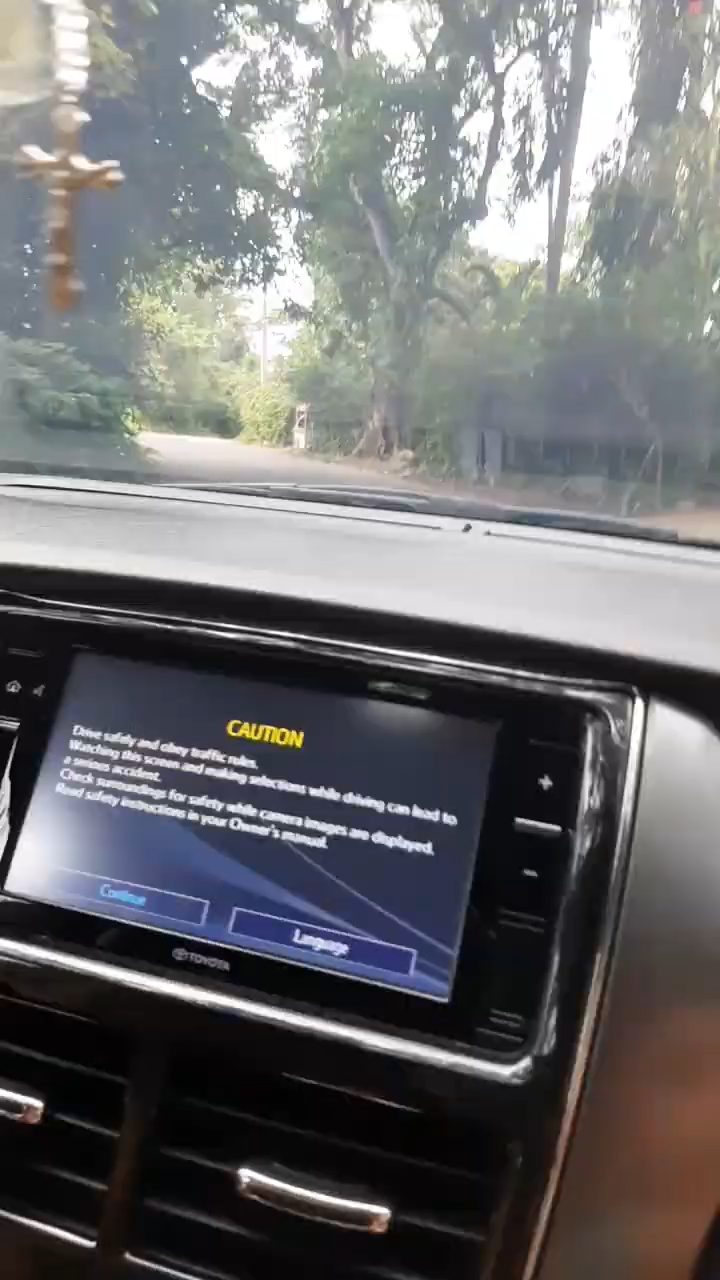 CAUTION
Drive safely and obey traffic rules.
Watching this screen and making selections while driving can lead to
a serious accident.
Check surroundings for safety while camera images are displayed.
Read safety instructions in your Owner's manual.
Continue
Language
TOYOTA
+
-